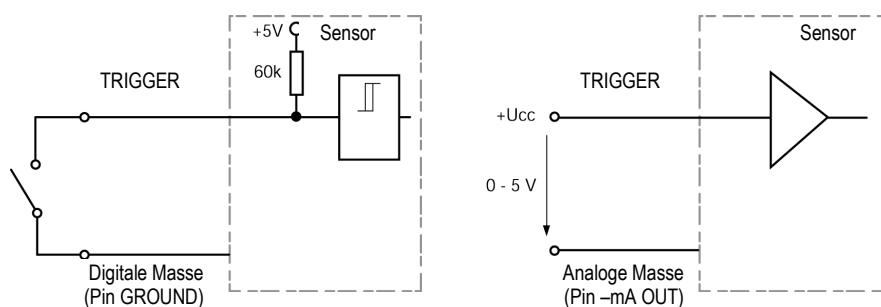 +5V
Sensor
60k
TRIGGER
Digitale Masse
(Pin GROUND)
Sensor
TRIGGER
+Ucc
0 - 5 V
Analoge Masse
(Pin –mA OUT)